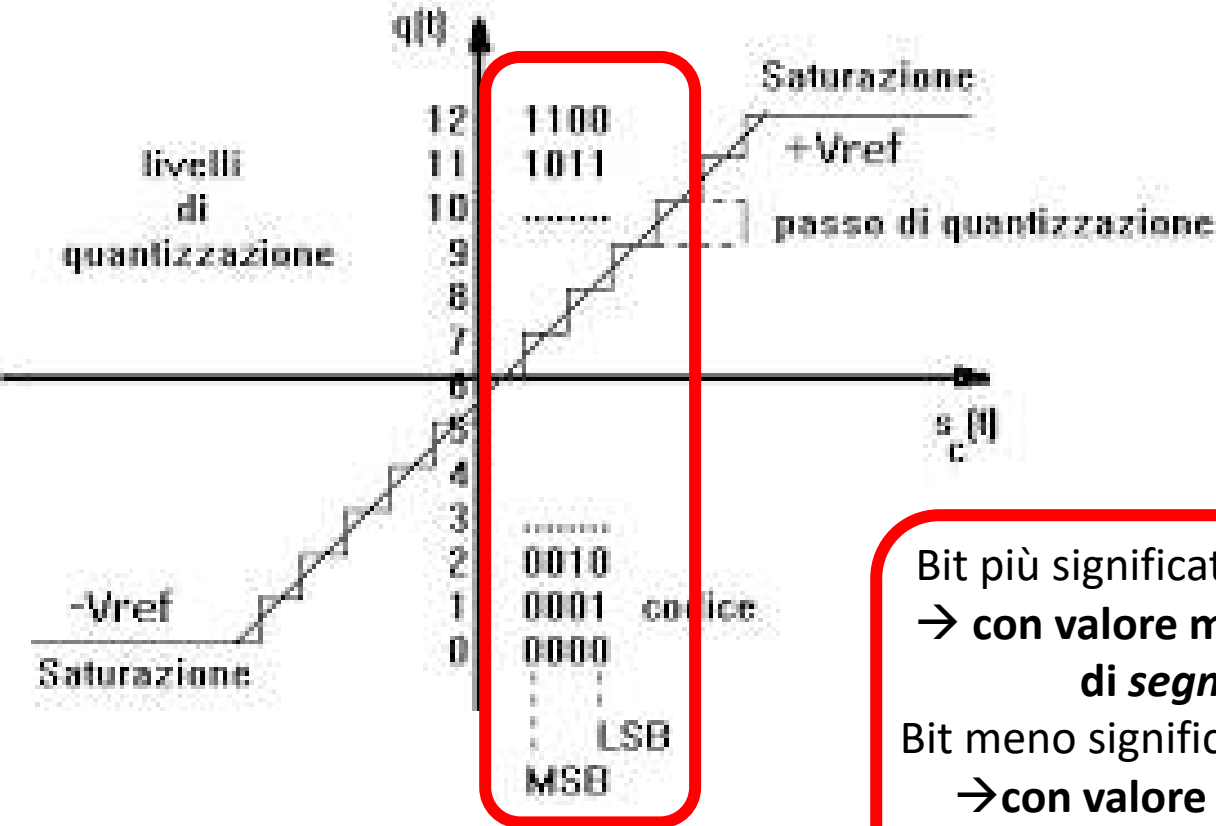 q(t)
Saturazione
12 1100
+Vref
livelli
11 1011
di
10 ........
passo di quantizzazione
quantizzazione
9
8
7
6
s_c(t)
5
4
3 ........
2 0010
-Vref
1 0001 codice
0 0000
Saturazione
LSB
MSB
Bit più significat
→ con valore m
di segn
Bit meno signific
→con valore